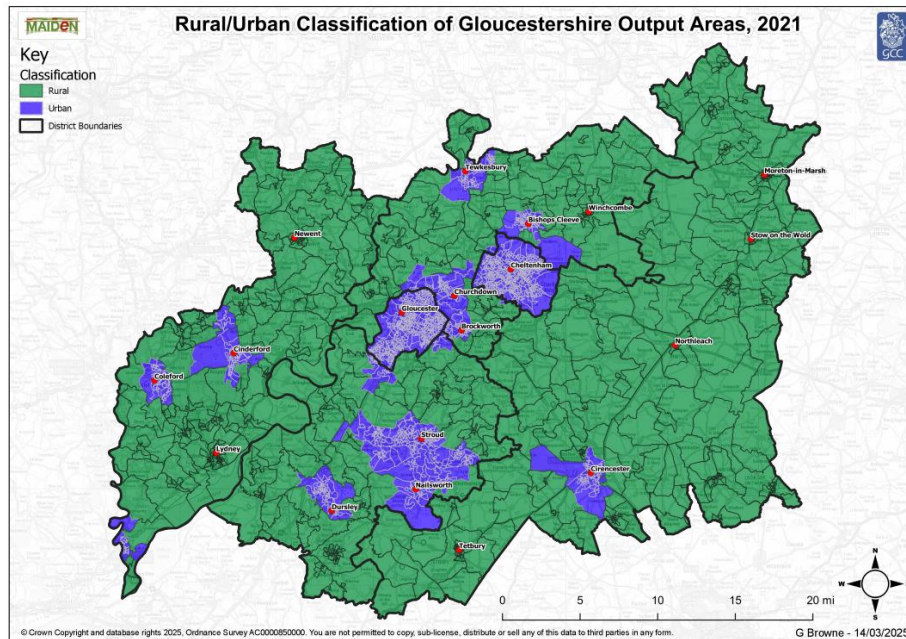 MAIDEN
Rural/Urban Classification of Gloucestershire Output Areas, 2021
GCC
Key
Classification
Rural
Urban
District Boundaries
Tewkesbury
Moreton-in-Marsh
Winchcombe
Bishops Cleeve
Newent
Stow on the Wold
Cheltenham
Churchdown
Gloucester
Brockworth
Northleach
Cinderford
Coleford
Stroud
Lydney
Cirencester
Nailsworth
Dursley
Tetbury
N
W
E
S
0 5 10 15 20 mi
© Crown Copyright and database rights 2025, Ordnance Survey AC0000850000. You are not permitted to copy, sub-license, distribute or sell any of this data to third parties in any form.
G Browne - 14/03/2025